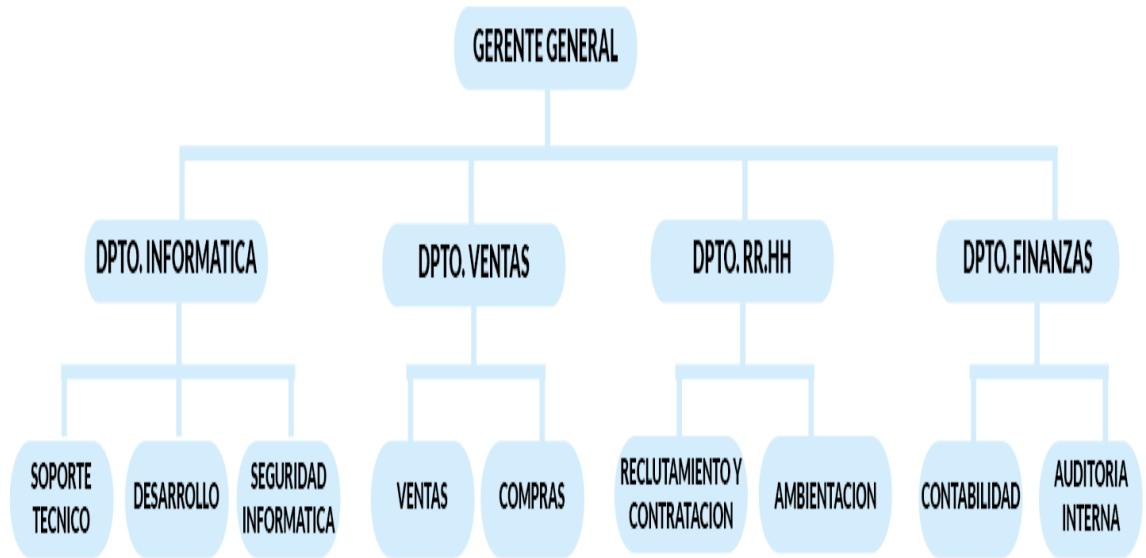 GERENTE GENERAL
DPTO. INFORMATICA
DPTO. VENTAS
DPTO. RR.HH
DPTO. FINANZAS
SOPORTE
TECNICO
DESARROLLO
SEGURIDAD
INFORMATICA
VENTAS
COMPRAS
RECLUTAMIENTO Y
CONTRATACION
AMBIENTACION
CONTABILIDAD
AUDITORIA
INTERNA